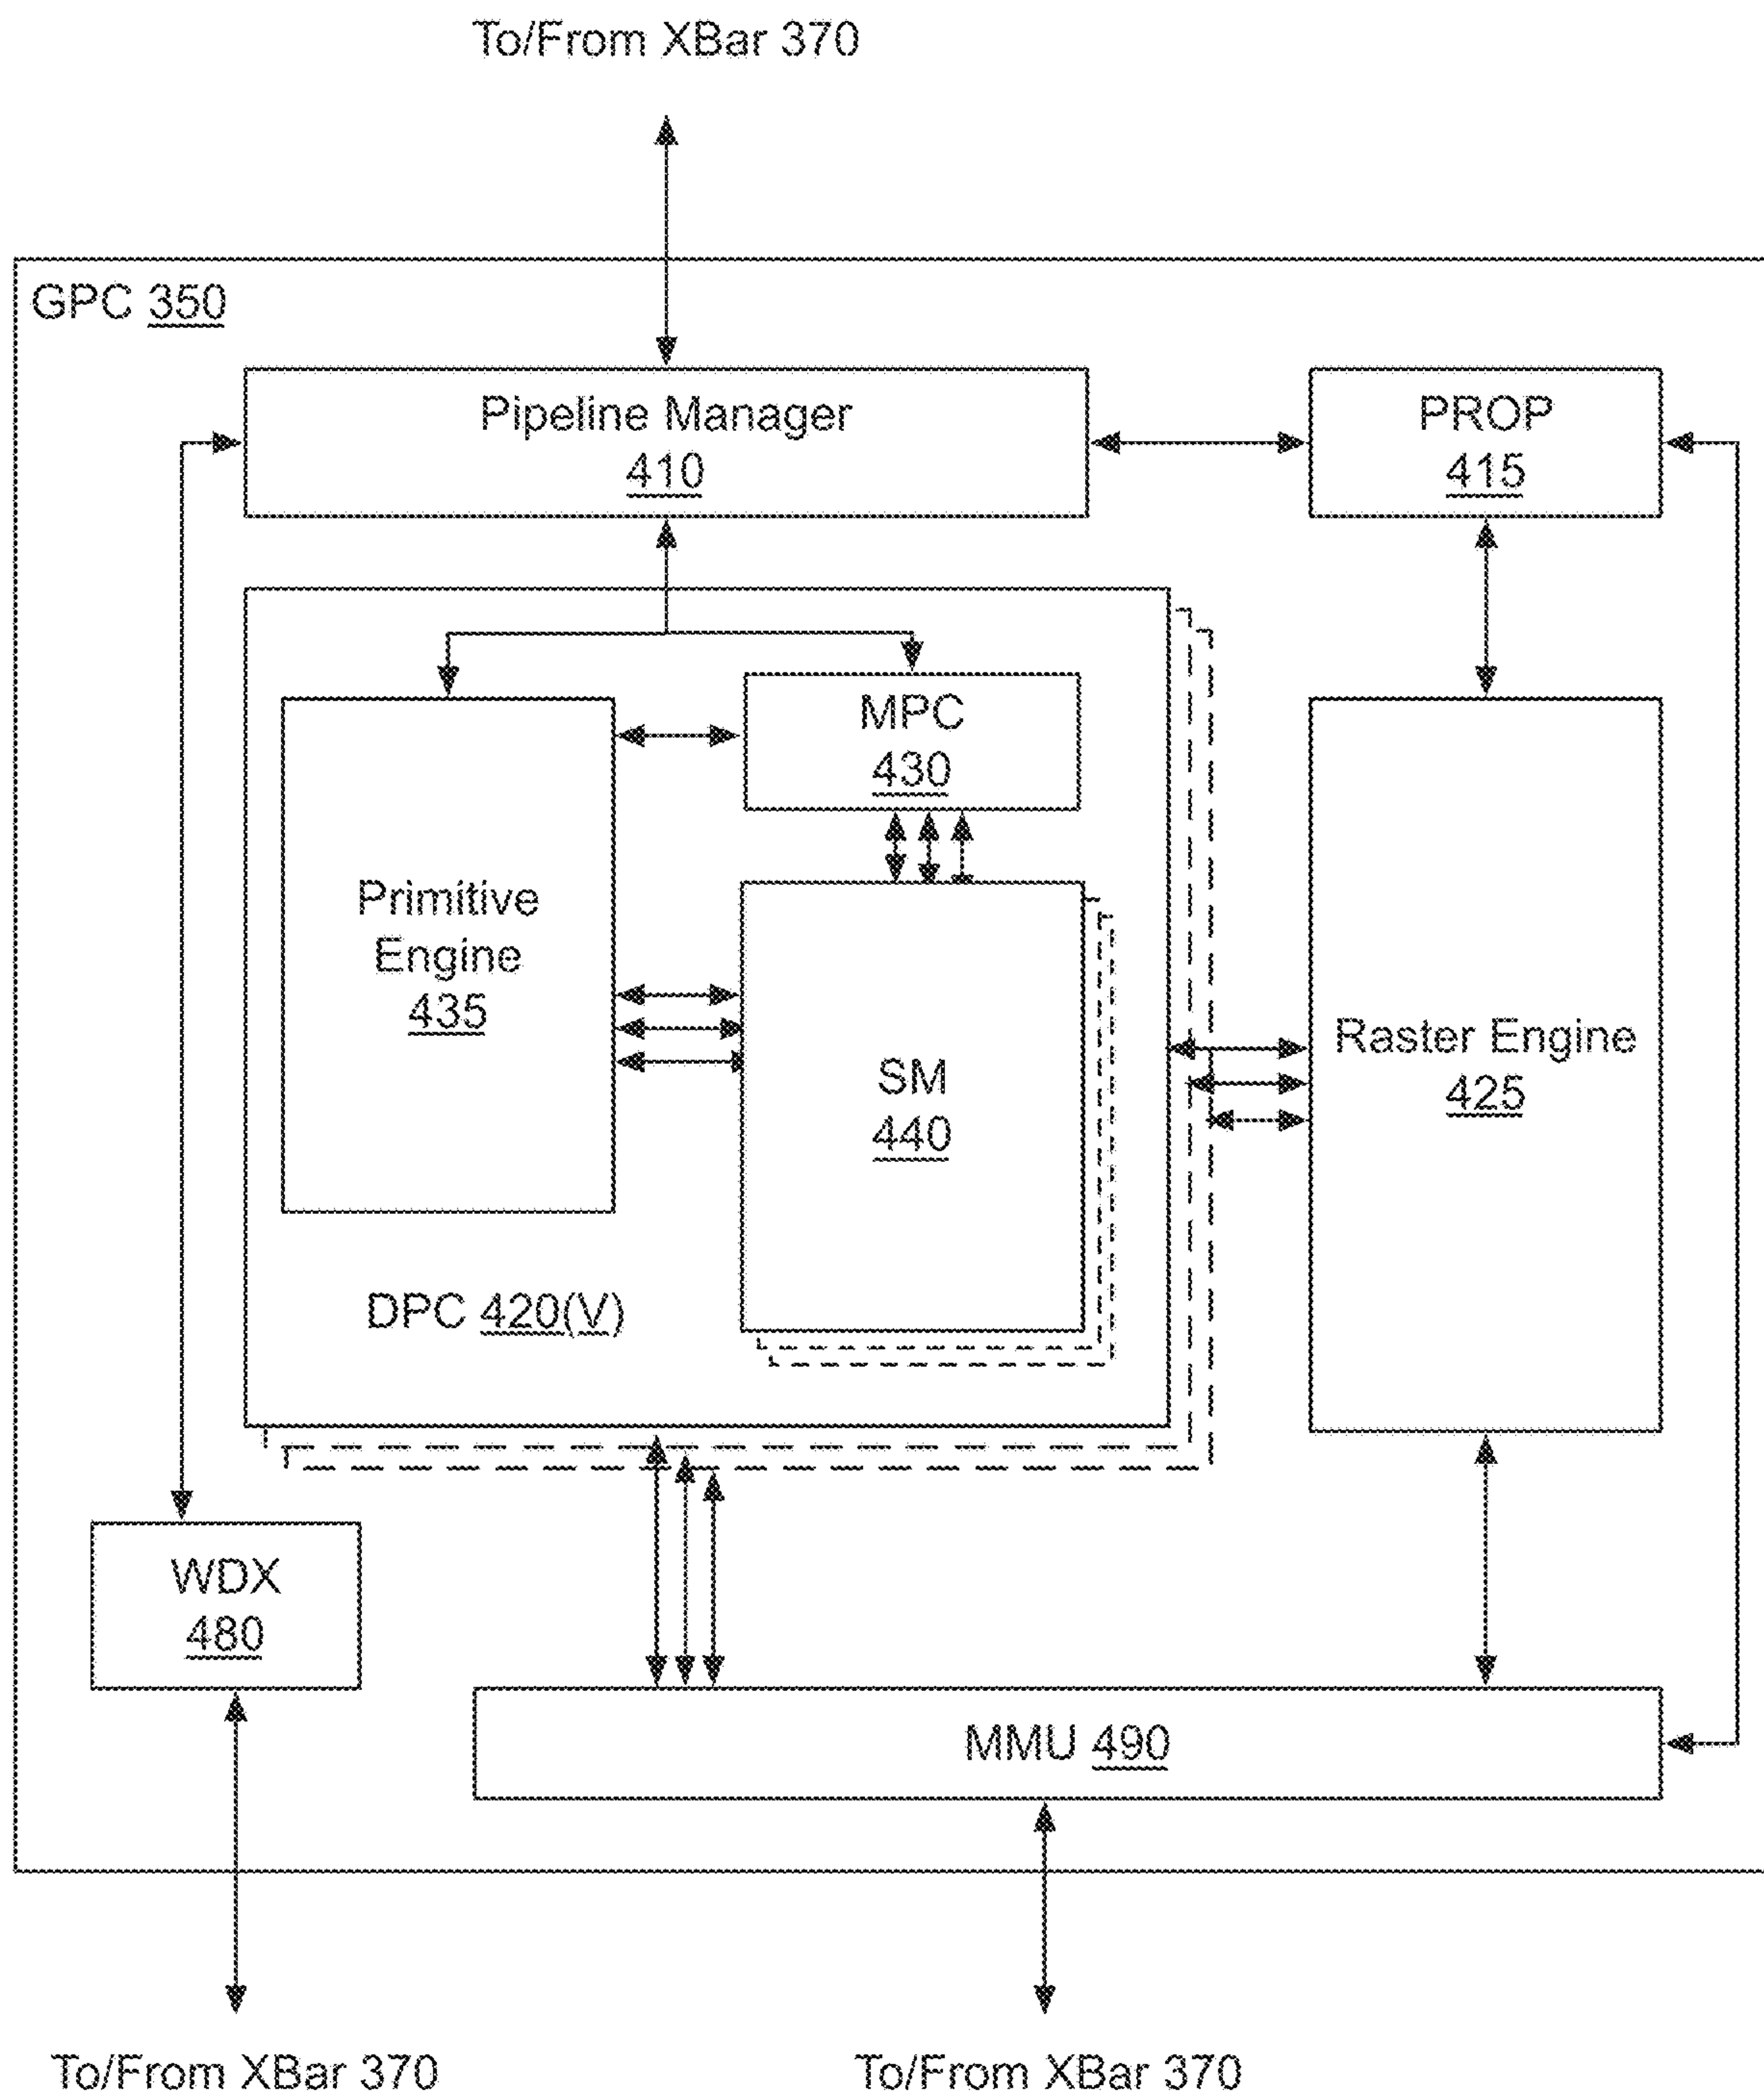 To/From XBar 370
GPC 350
Pipeline Manager
410
PROP
415
MPC
430
Primitive
Engine
435
SM
440
Raster Engine
425
DPC 420(V)
WDX
480
MMU 490
To/From XBar 370
To/From XBar 370